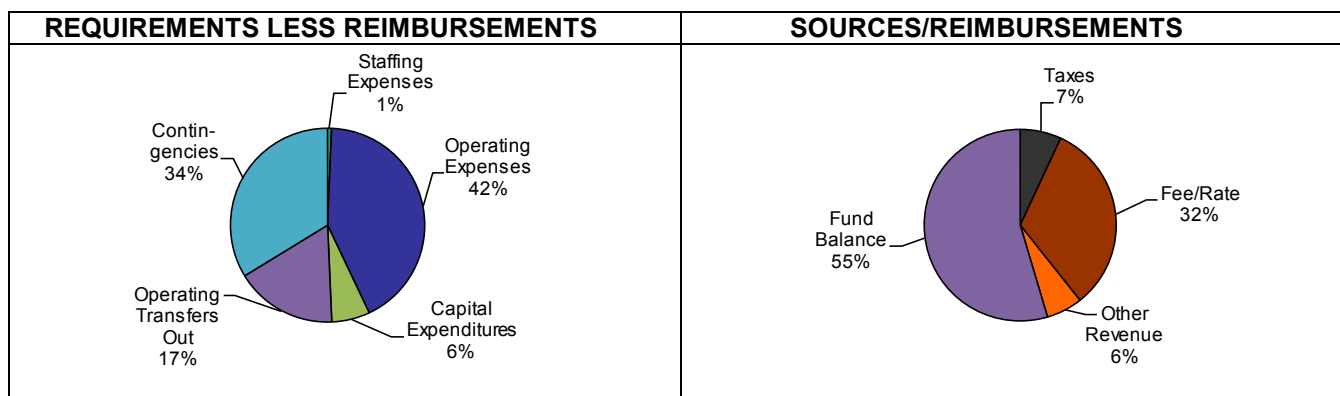 REQUIREMENTS LESS REIMBURSEMENTS
Staffing
Expenses
1%
Operating
Expenses
42%
Capital
Expenditures
6%
Operating
Transfers
Out
17%
Contin-
gencies
34%
SOURCES/REIMBURSEMENTS
Taxes
7%
Fee/Rate
32%
Other
Revenue
6%
Fund
Balance
55%